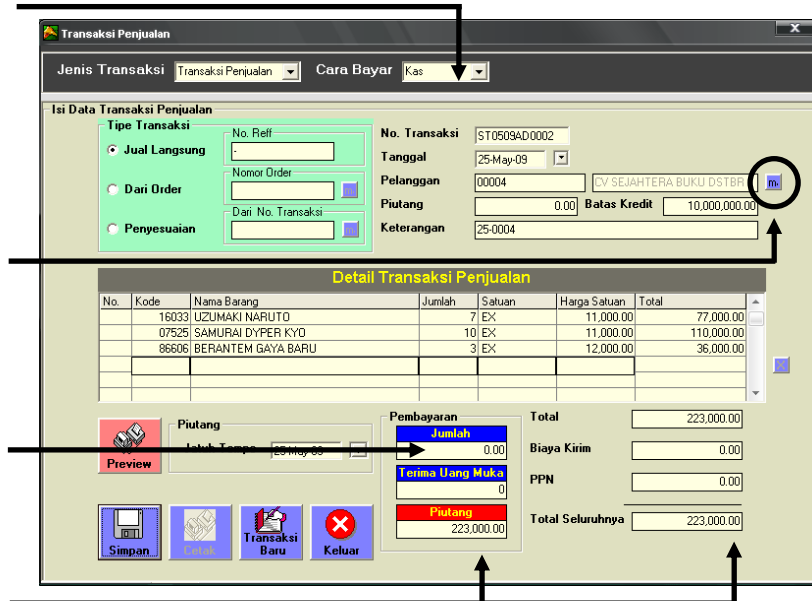 Transaksi Penjualan
x
Jenis Transaksi Transaksi Penjualan Cara Bayar Kas
Isi Data Transaksi Penjualan
Tipe Transaksi
Jual Langsung
No. Reff
-
Dari Order
Nomor Order
Penyesuaian
Dari No. Transaksi
No. Transaksi ST0509AD0002
Tanggal 25-May-09
Pelanggan 00004 CV SEJAHTERA BUKU DSTBR
Piutang 0.00 Batas Kredit 10,000,000.00
Keterangan 25-0004
Detail Transaksi Penjualan
No. Kode Nama Barang Jumlah Satuan Harga Satuan Total
16033 UZUMAKI NARUTO 7 EX 11,000.00 77,000.00
07525 SAMURAI DYPER KYO 10 EX 11,000.00 110,000.00
86606 BERANTEM GAYA BARU 3 EX 12,000.00 36,000.00
Preview
Piutang
Jatuh Tempo 25-May-09
Pembayaran
Jumlah
0.00
Terima Uang Muka
0
Piutang
223,000.00
Total 223,000.00
Biaya Kirim 0.00
PPN 0.00
Total Seluruhnya 223,000.00
Simpan
Cetak
Transaksi
Baru
Keluar